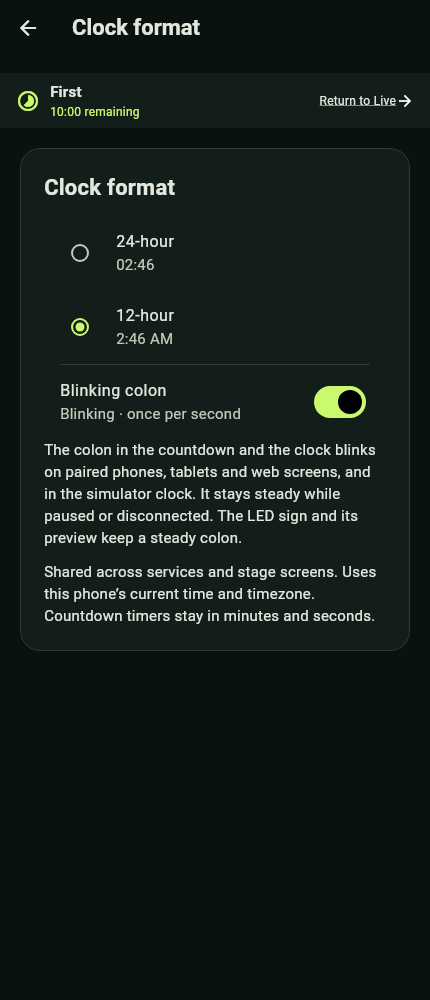 Clock format
First
10:00 remaining
Return to Live
Clock format
24-hour
02:46
12-hour
2:46 AM
Blinking colon
Blinking · once per second
The colon in the countdown and the clock blinks
on paired phones, tablets and web screens, and
in the simulator clock. It stays steady while
paused or disconnected. The LED sign and its
preview keep a steady colon.
Shared across services and stage screens. Uses
this phone’s current time and timezone.
Countdown timers stay in minutes and seconds.